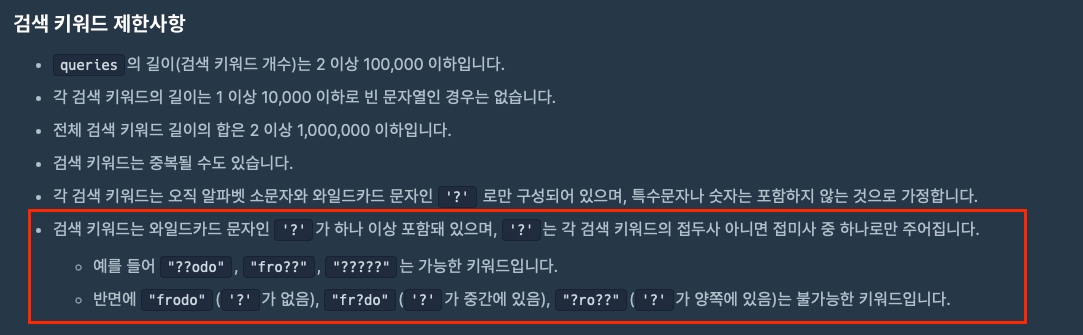 검색 키워드 제한사항
queries 의 길이(검색 키워드 개수)는 2 이상 100,000 이하입니다.
각 검색 키워드의 길이는 1 이상 10,000 이하로 빈 문자열인 경우는 없습니다.
전체 검색 키워드 길이의 합은 2 이상 1,000,000 이하입니다.
검색 키워드는 중복될 수도 있습니다.
각 검색 키워드는 오직 알파벳 소문자와 와일드카드 문자인 '?' 로만 구성되어 있으며, 특수문자나 숫자는 포함하지 않는 것으로 가정합니다.
검색 키워드는 와일드카드 문자인 '?' 가 하나 이상 포함돼 있으며, '?' 는 각 검색 키워드의 접두사 아니면 접미사 중 하나로만 주어집니다.
예를 들어 "??odo" , "fro??" , "?????" 는 가능한 키워드입니다.
반면에 "frodo" ( '?' 가 없음), "fr?do" ( '?' 가 중간에 있음), "?ro??" ( '?' 가 양쪽에 있음)는 불가능한 키워드입니다.